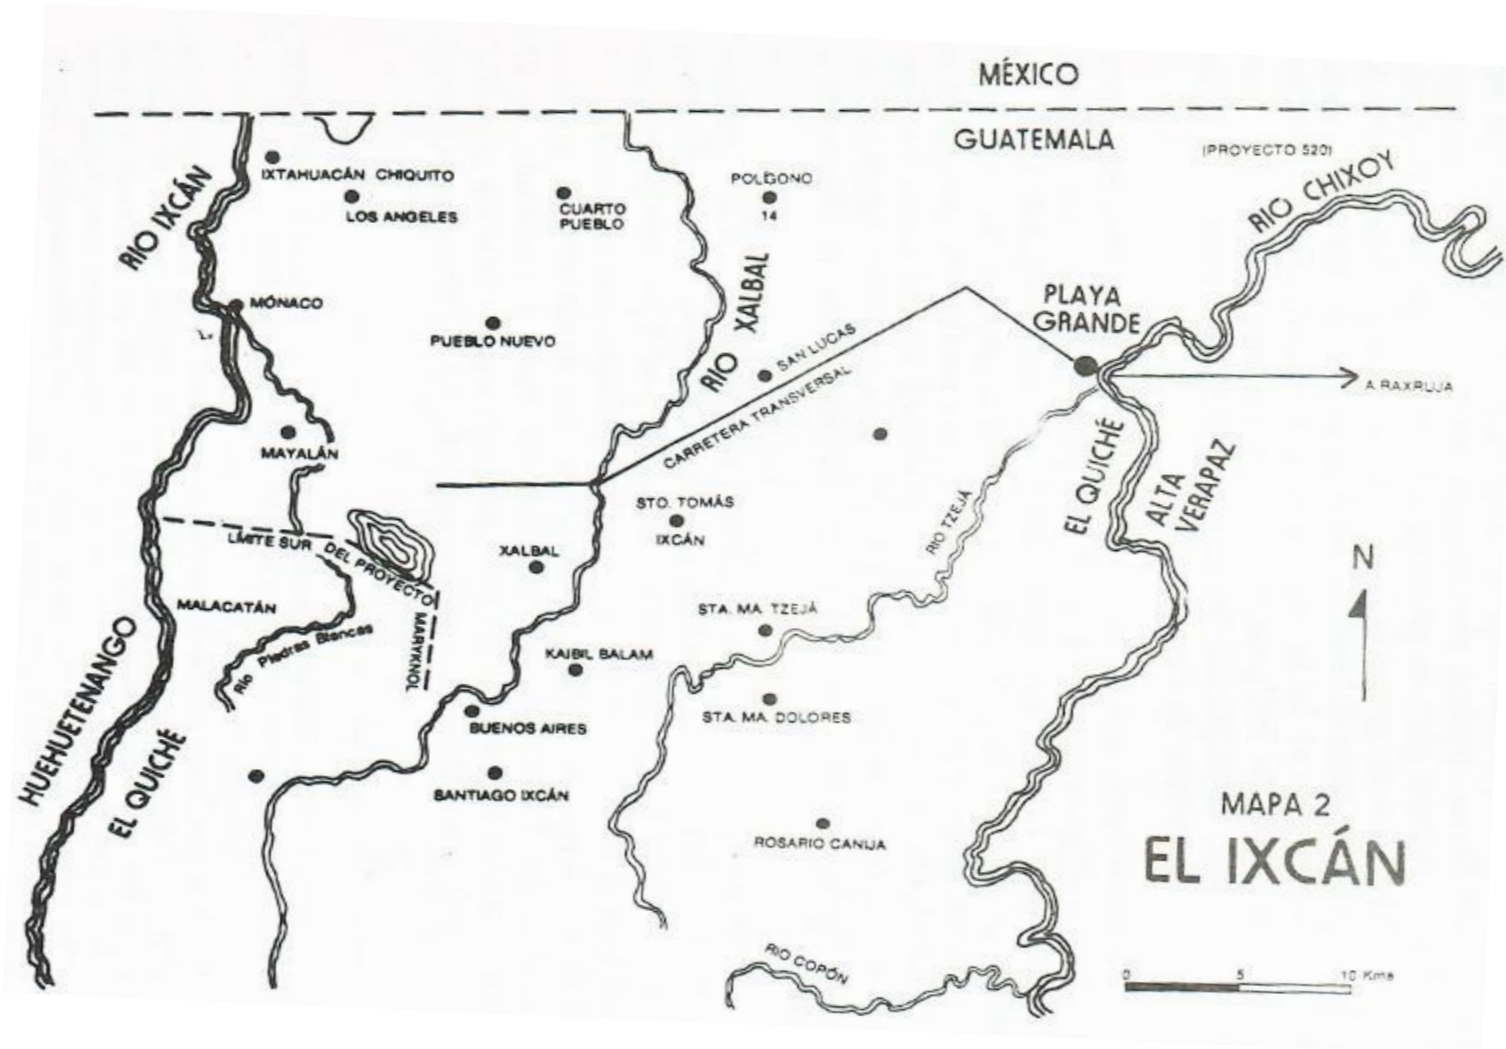 MÉXICO
GUATEMALA
(PROYECTO 520)
RIO CHIXOY
RIO IXCÁN
IXTAHUACÁN CHIQUITO
LOS ANGELES
CUARTO
PUEBLO
POLÍGONO
14
MÓNACO
PUEBLO NUEVO
RIO XALBAL
SAN LUCAS
CARRETERA TRANSVERSAL
PLAYA
GRANDE
A RAXRUJA
MAYALÁN
EL QUICHÉ
ALTA
VERAPAZ
STO. TOMÁS
IXCÁN
RIO TZEJÁ
LÍMITE SUR DEL PROYECTO
MARYKNOL
XALBAL
N
MALACATÁN
Río Piedras Blancas
STA. MA. TZEJÁ
KAIBIL BALAM
HUEHUETENANGO
EL QUICHÉ
BUENOS AIRES
STA. MA. DOLORES
SANTIAGO IXCÁN
ROSARIO CANIJA
MAPA 2
EL IXCÁN
RIO COPÓN
0 5 10 Kms